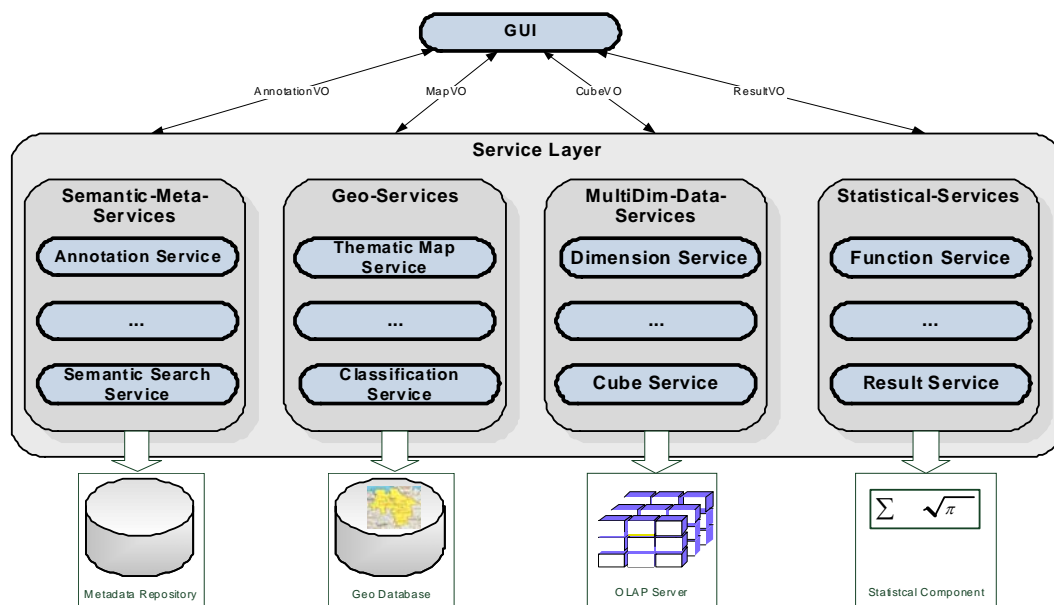 GUI
AnnotationVO
MapVO
CubeVO
ResultVO
Service Layer
Semantic-Meta-
Services
Annotation Service
...
Semantic Search
Service
Geo-Services
Thematic Map
Service
...
Classification
Service
MultiDim-Data-
Services
Dimension Service
...
Cube Service
Statistical-Services
Function Service
...
Result Service
Metadata Repository
Geo Database
OLAP Server
∑ √π
Statistcal Component